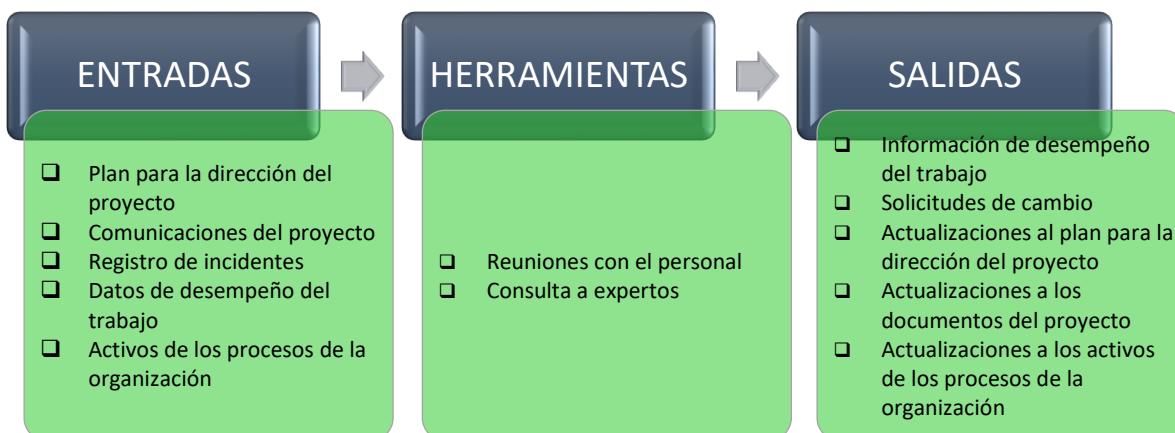 ENTRADAS
❑ Plan para la dirección del
proyecto
❑ Comunicaciones del proyecto
❑ Registro de incidentes
❑ Datos de desempeño del
trabajo
❑ Activos de los procesos de la
organización
HERRAMIENTAS
❑ Reuniones con el personal
❑ Consulta a expertos
SALIDAS
❑ Información de desempeño
del trabajo
❑ Solicitudes de cambio
❑ Actualizaciones al plan para la
dirección del proyecto
❑ Actualizaciones a los
documentos del proyecto
❑ Actualizaciones a los activos
de los procesos de la
organización